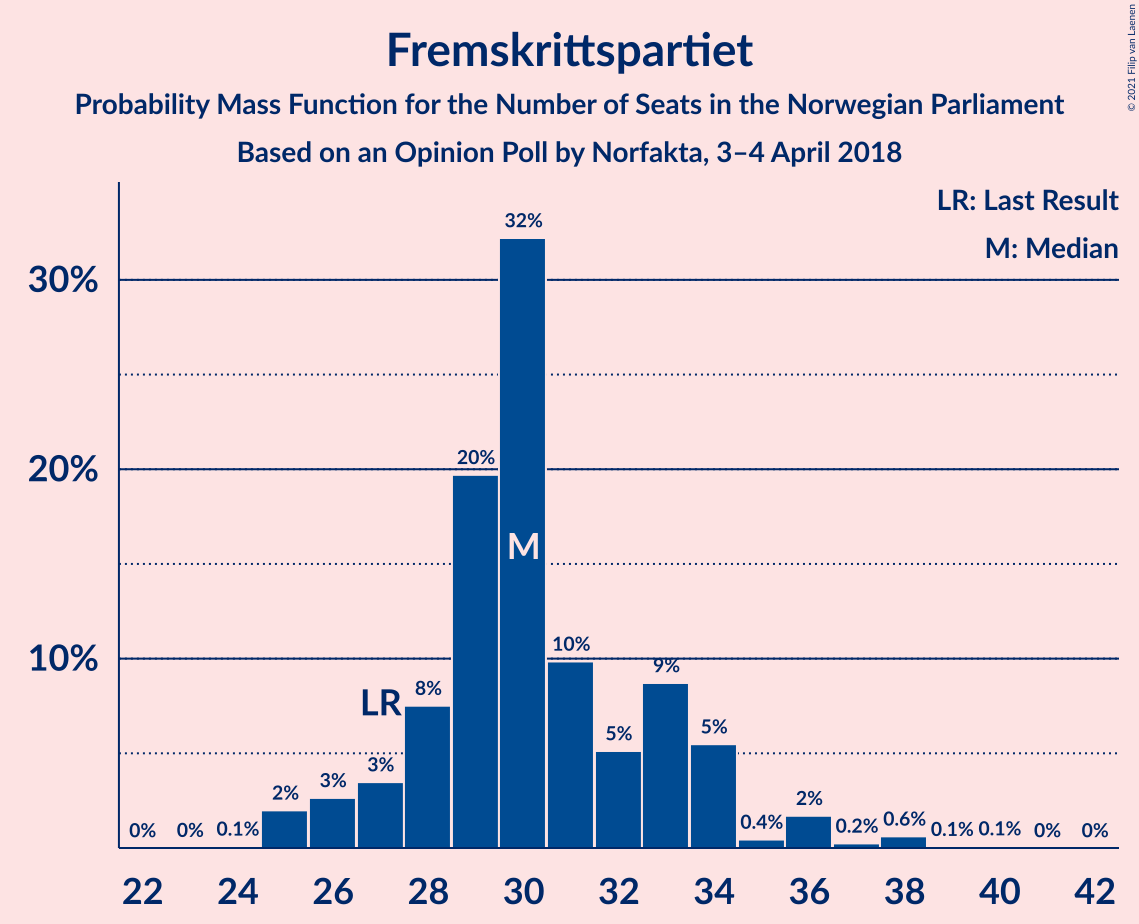 Fremskrittspartiet
Probability Mass Function for the Number of Seats in the Norwegian Parliament
Based on an Opinion Poll by Norfakta, 3–4 April 2018
© 2021 Filip van Laenen
LR: Last Result
M: Median
30%
20%
10%
0%
0%
0.1%
2%
3%
3%
LR
8%
20%
32%
M
10%
5%
9%
5%
0.4%
2%
0.2%
0.6%
0.1%
0.1%
0%
0%
22 24 26 28 30 32 34 36 38 40 42